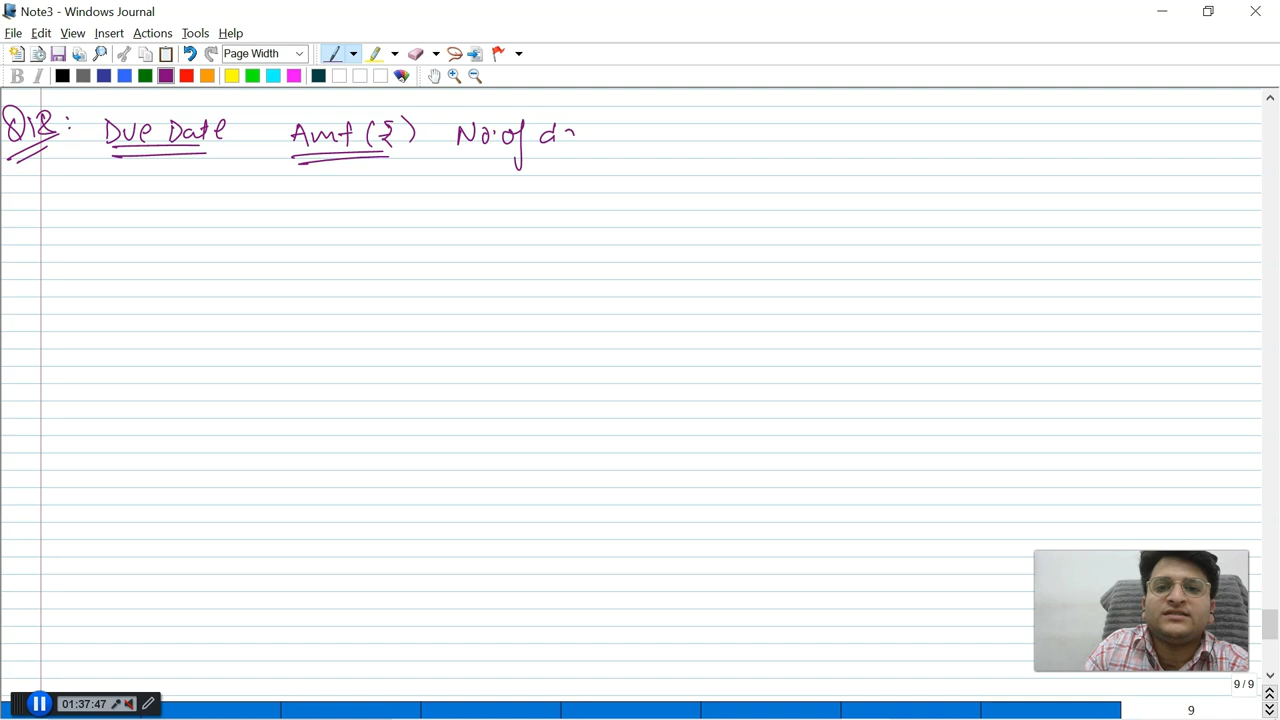 Note3 - Windows Journal
File Edit View Insert Actions Tools Help
Page Width
B I
Q18: Due Date Amt (₹) No. of da
9 / 9
01:37:47
9